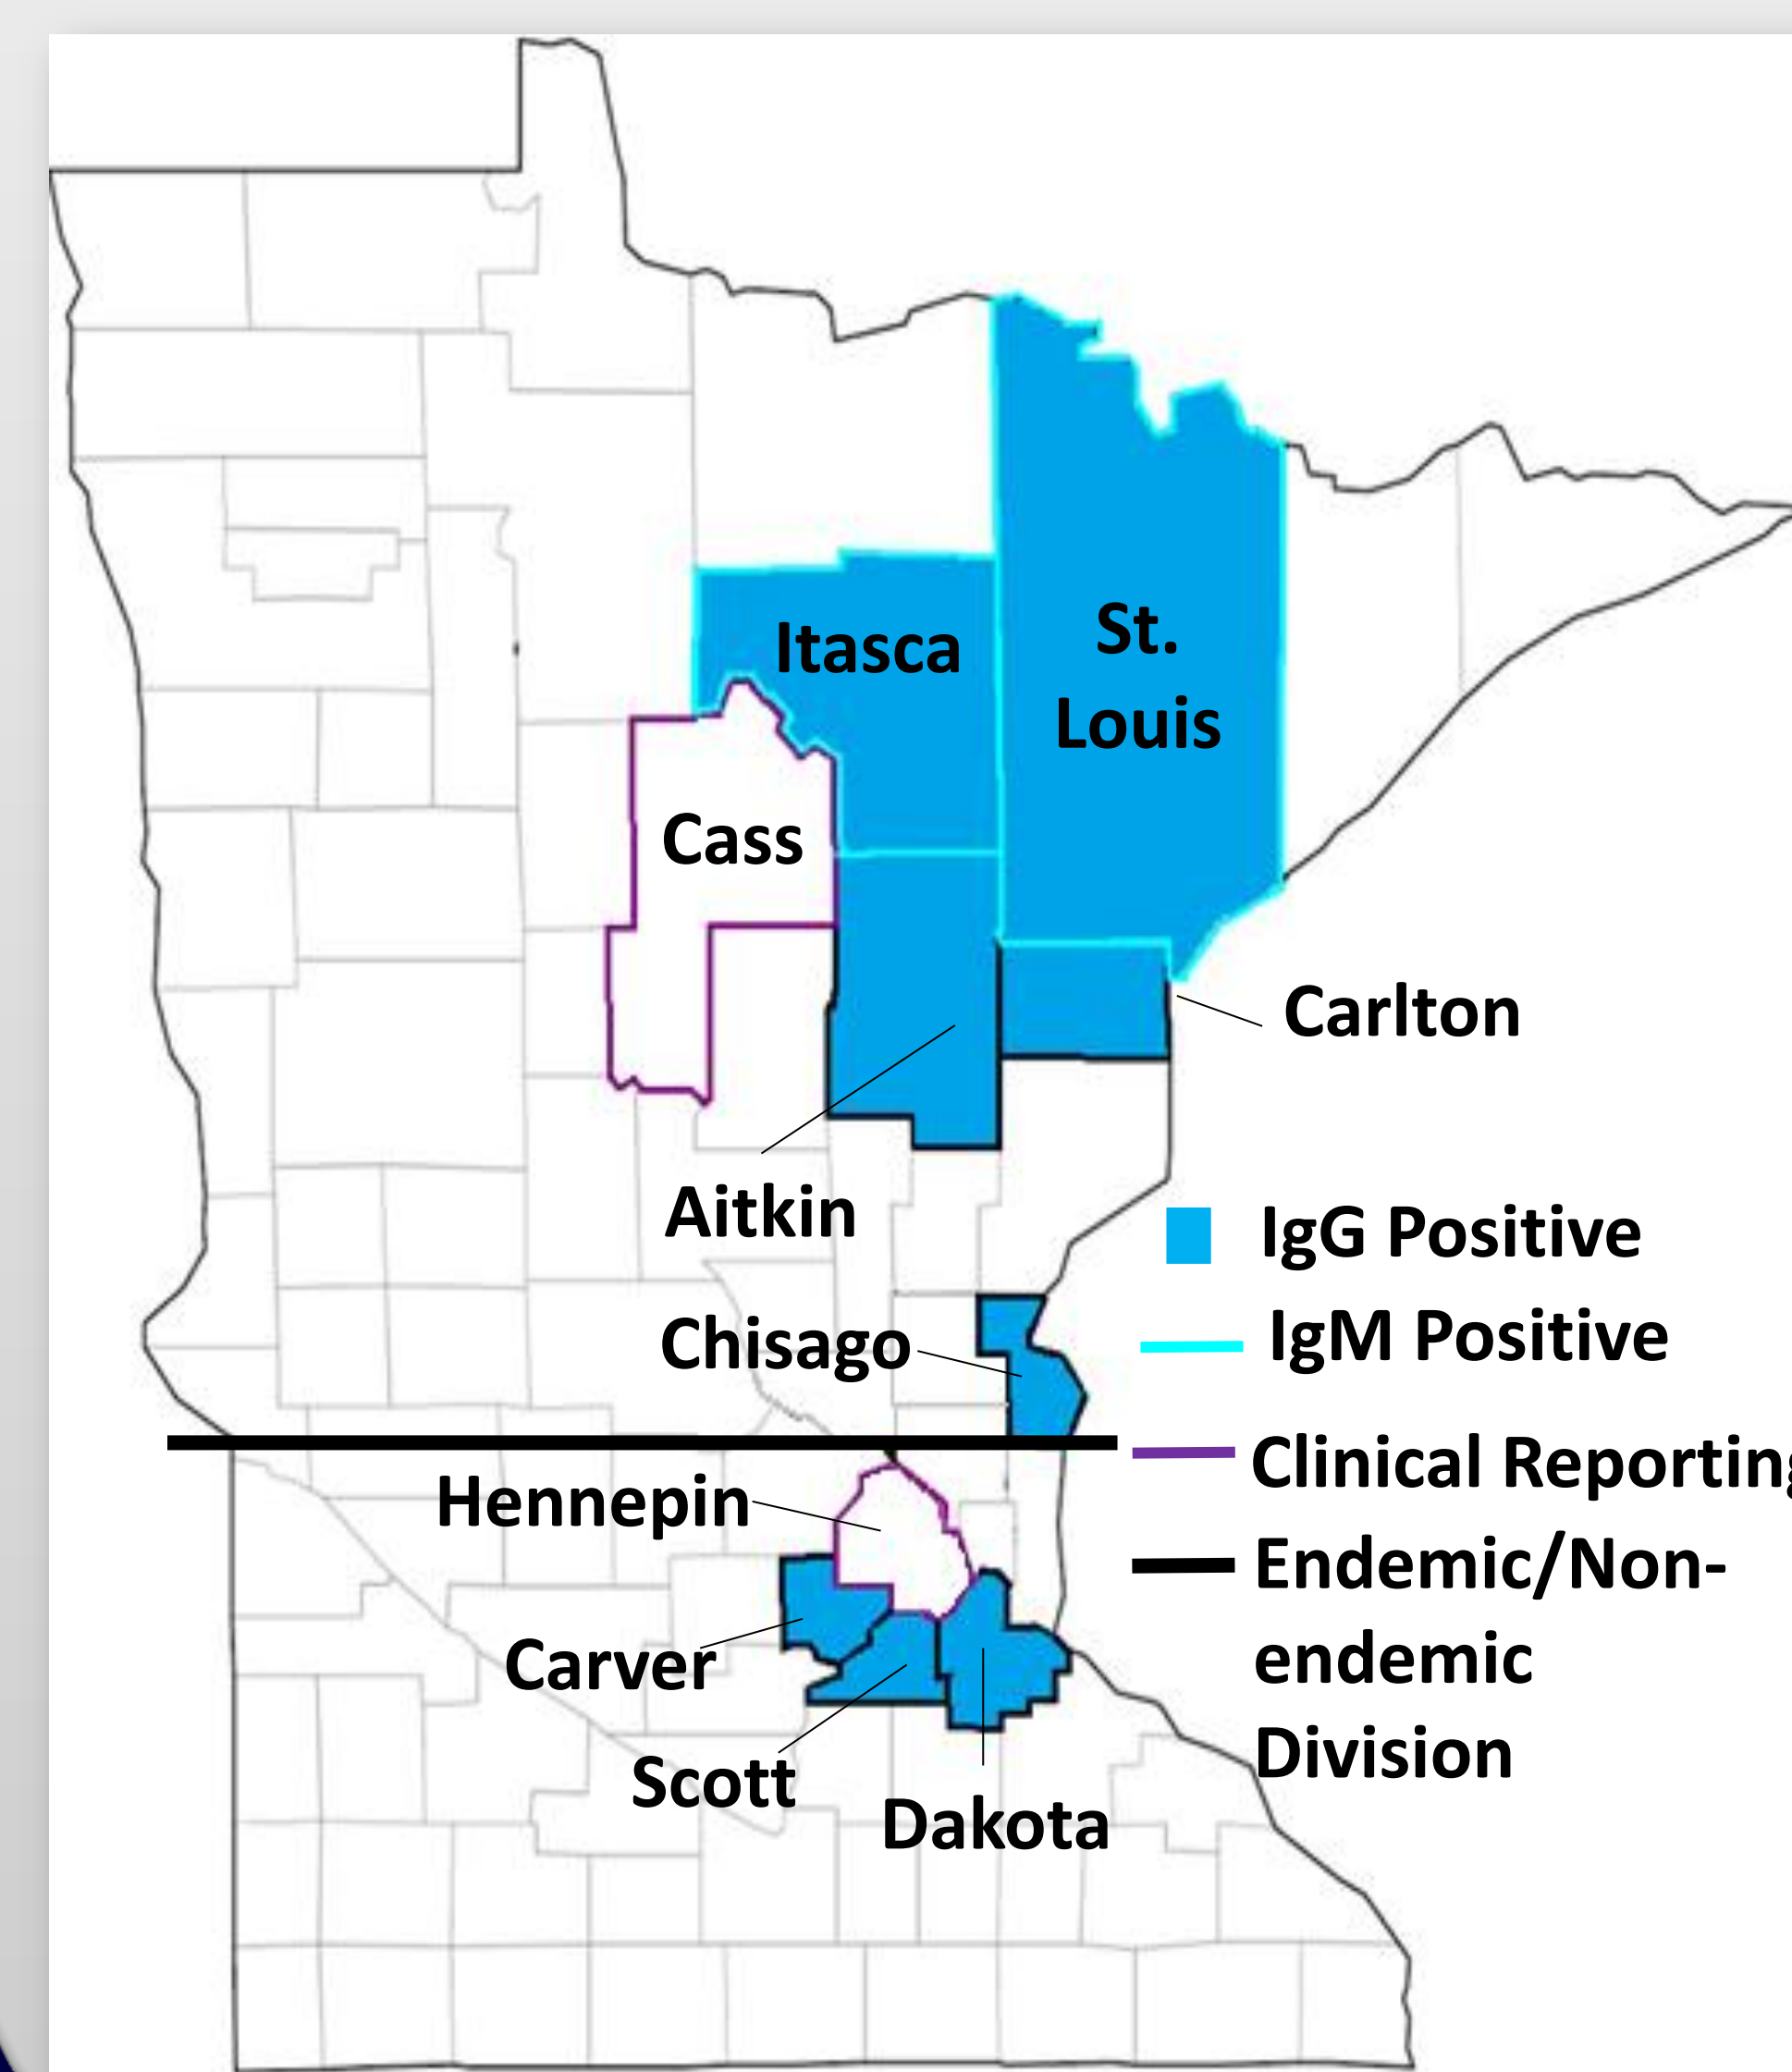 Itasca
St.
Louis
Cass
Carlton
Aitkin
Chisago
Hennepin
Carver
Scott
Dakota
IgG Positive
IgM Positive
Clinical Reporting
Endemic/Non-
endemic
Division